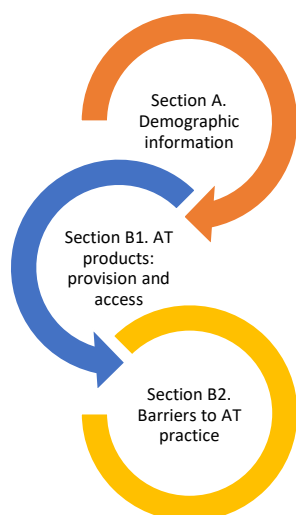 Section A.
Demographic
information
Section B1. AT
products:
provision and
access
Section B2.
Barriers to AT
practice